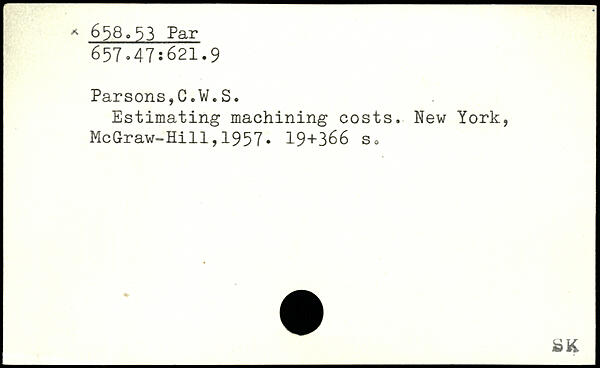 × 658.53 Par
657.47:621.9
Parsons,C.W.S.
Estimating machining costs. New York,
McGraw-Hill,1957. 19+366 s.
SK